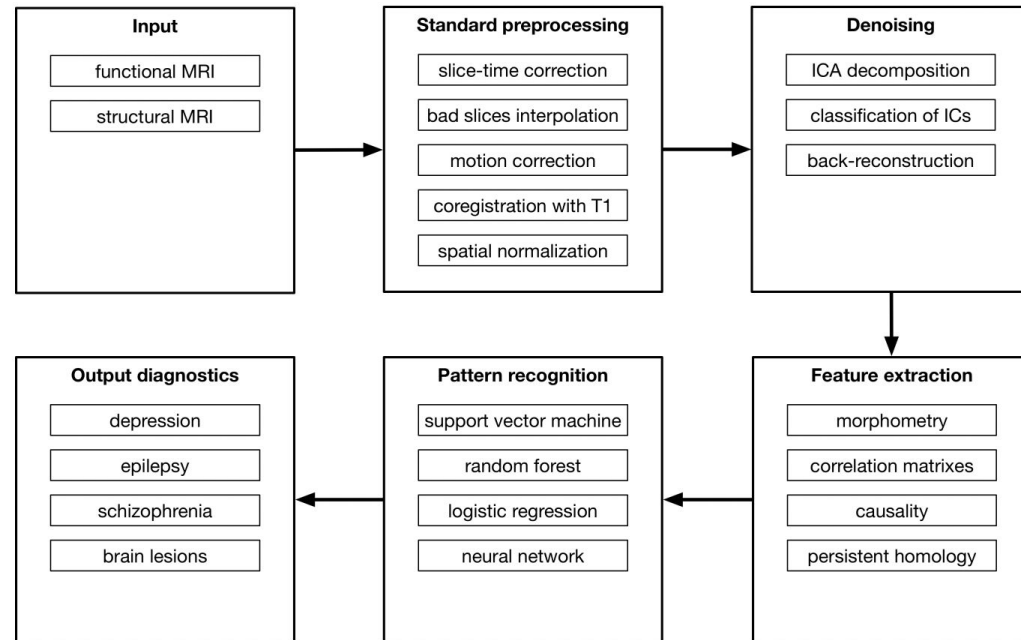 Input
functional MRI
structural MRI
Standard preprocessing
slice-time correction
bad slices interpolation
motion correction
coregistration with T1
spatial normalization
Denoising
ICA decomposition
classification of ICs
back-reconstruction
Feature extraction
morphometry
correlation matrixes
causality
persistent homology
Pattern recognition
support vector machine
random forest
logistic regression
neural network
Output diagnostics
depression
epilepsy
schizophrenia
brain lesions